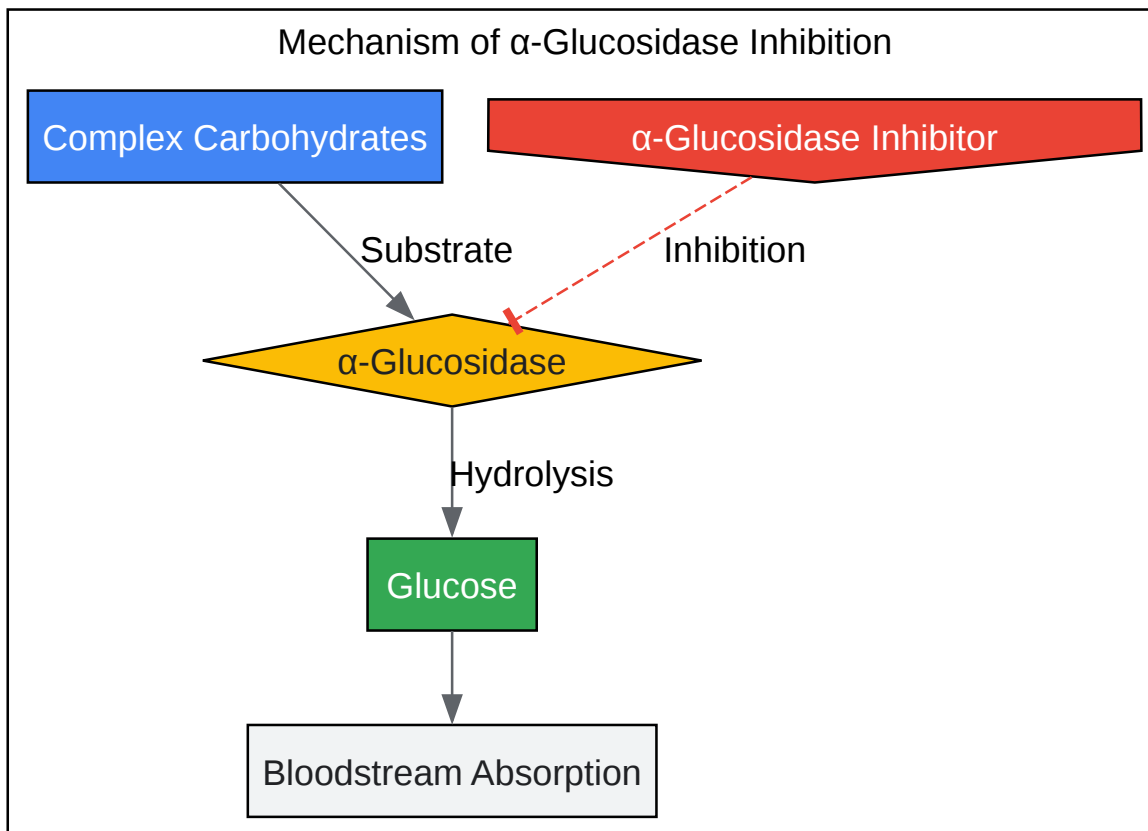 Mechanism of α-Glucosidase Inhibition
Complex Carbohydrates
α-Glucosidase Inhibitor
Substrate
Inhibition
α-Glucosidase
Hydrolysis
Glucose
Bloodstream Absorption